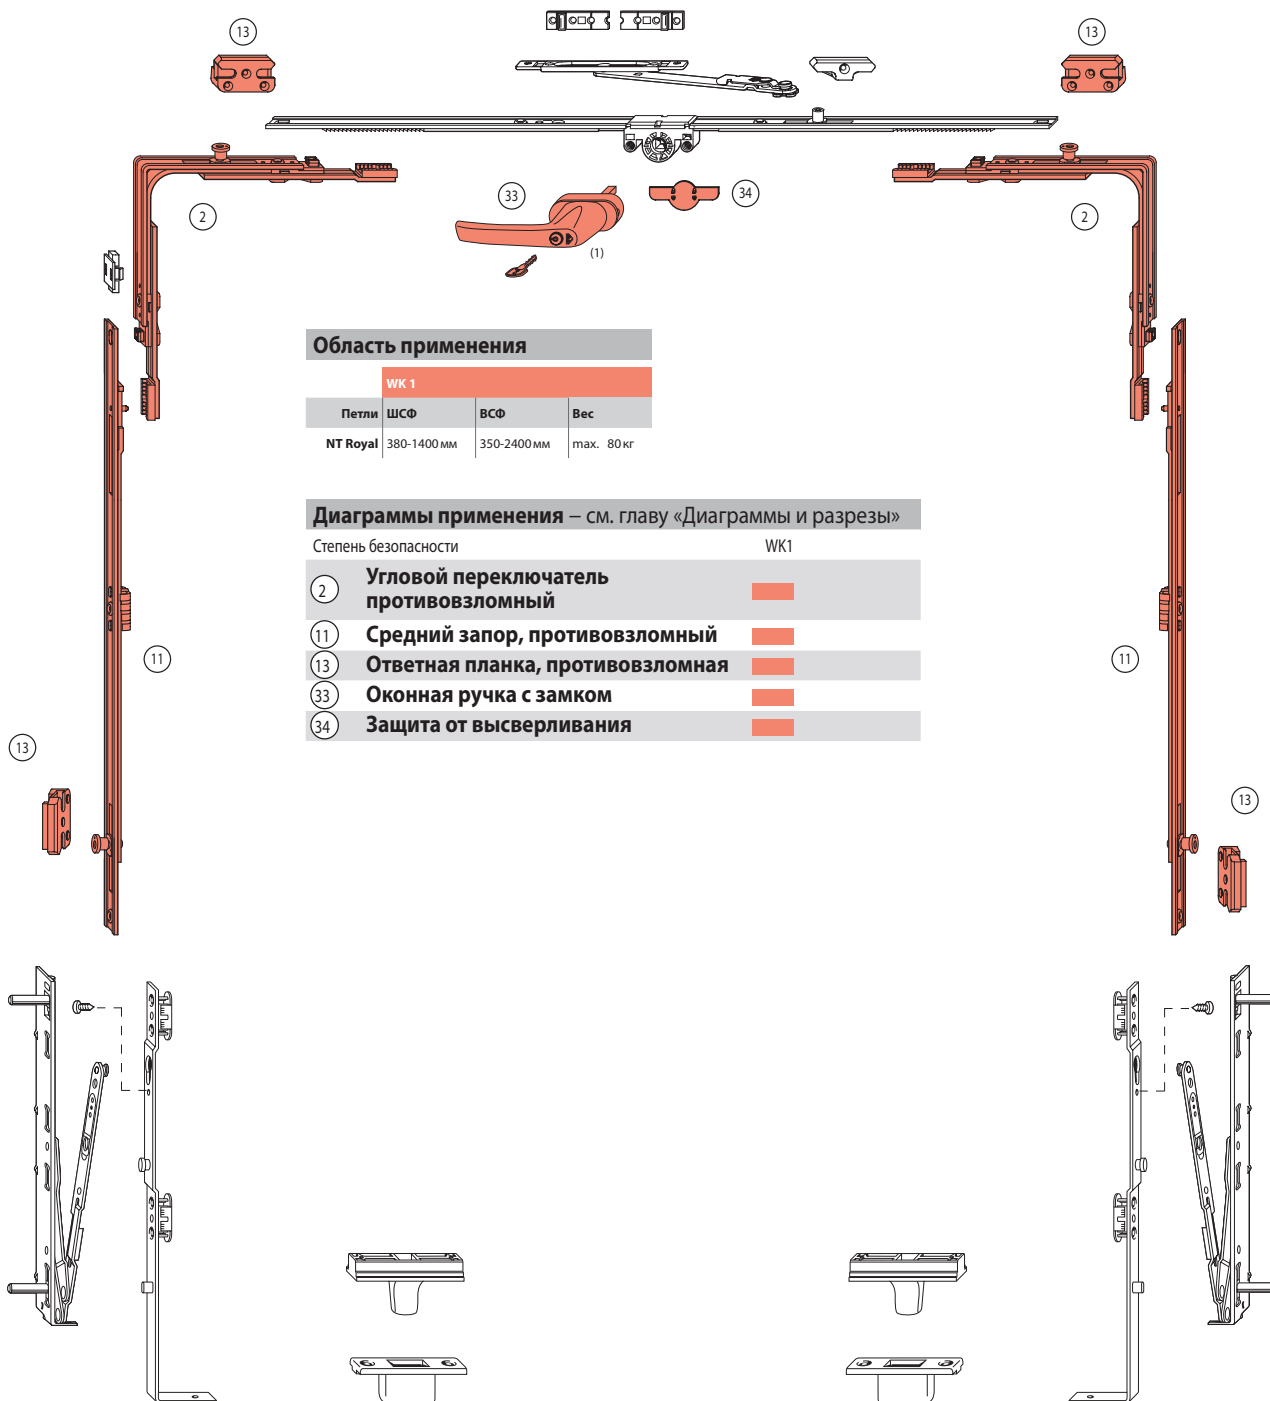 13
13
33
34
2
2
(1)
Область применения
WK 1
Петли ШСФ ВСФ Вес
NT Royal 380-1400 мм 350-2400 мм max. 80 кг
Диаграммы применения – см. главу «Диаграммы и разрезы»
Степень безопасности WK1
2 Угловой переключатель
противовзломный
11 Средний запор, противовзломный
13 Ответная планка, противовзломная
33 Оконная ручка с замком
34 Защита от высверливания
11
11
13
13